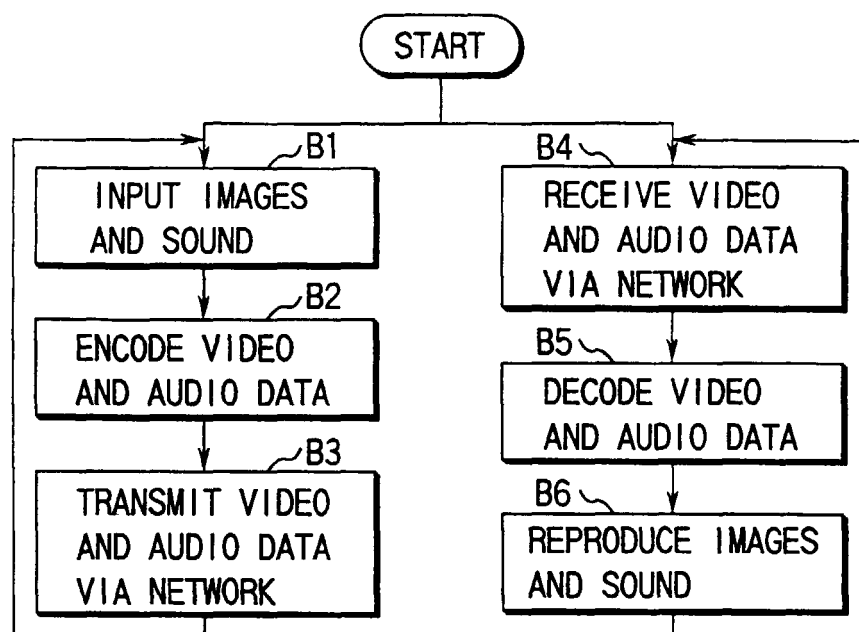 START
B1
INPUT IMAGES
AND SOUND
B2
ENCODE VIDEO
AND AUDIO DATA
B3
TRANSMIT VIDEO
AND AUDIO DATA
VIA NETWORK
B4
RECEIVE VIDEO
AND AUDIO DATA
VIA NETWORK
B5
DECODE VIDEO
AND AUDIO DATA
B6
REPRODUCE IMAGES
AND SOUND